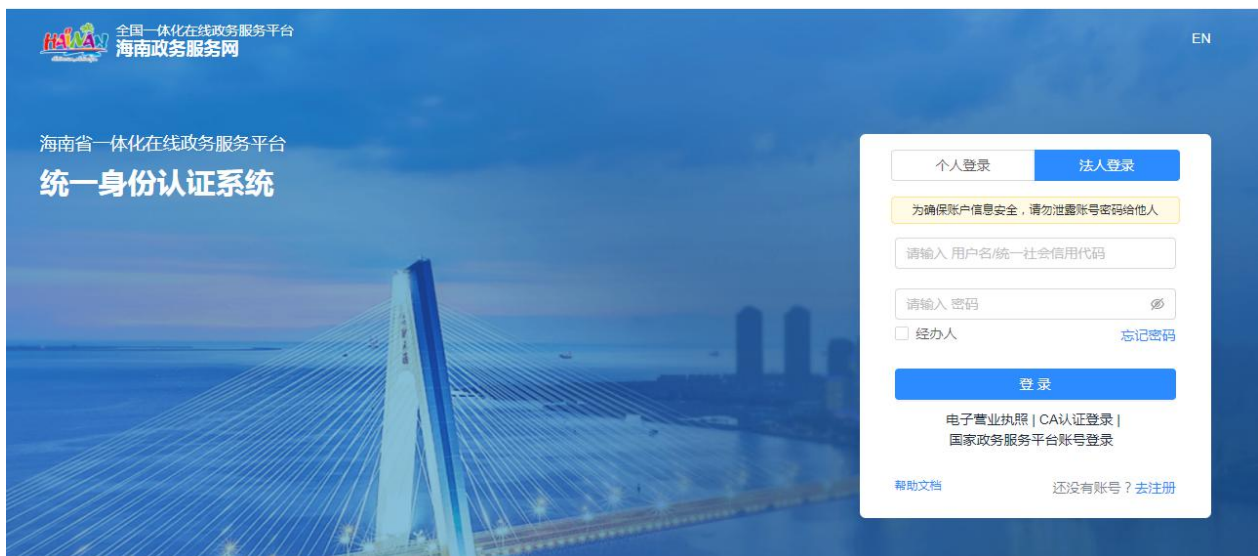 HAINAN
全国一体化在线政务服务平台
海南政务服务网
EN
海南省一体化在线政务服务平台
统一身份认证系统
个人登录
法人登录
为确保账户信息安全，请勿泄露账号密码给他人
请输入 用户名/统一社会信用代码
请输入 密码
经办人
忘记密码
登 录
电子营业执照 | CA认证登录 |
国家政务服务平台账号登录
帮助文档
还没有账号？去注册